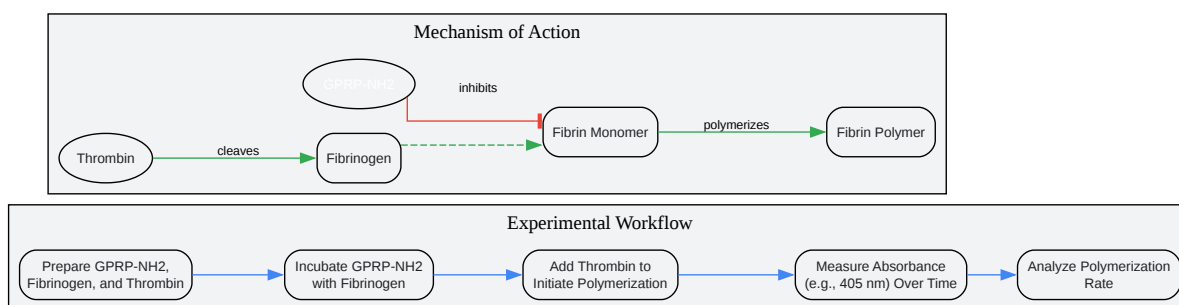 Mechanism of Action
GPRP-NH2
inhibits
Thrombin
cleaves
Fibrinogen
Fibrin Monomer
polymerizes
Fibrin Polymer
Experimental Workflow
Prepare GPRP-NH2,
Fibrinogen, and Thrombin
Incubate GPRP-NH2
with Fibrinogen
Add Thrombin to
Initiate Polymerization
Measure Absorbance
(e.g., 405 nm) Over Time
Analyze Polymerization
Rate